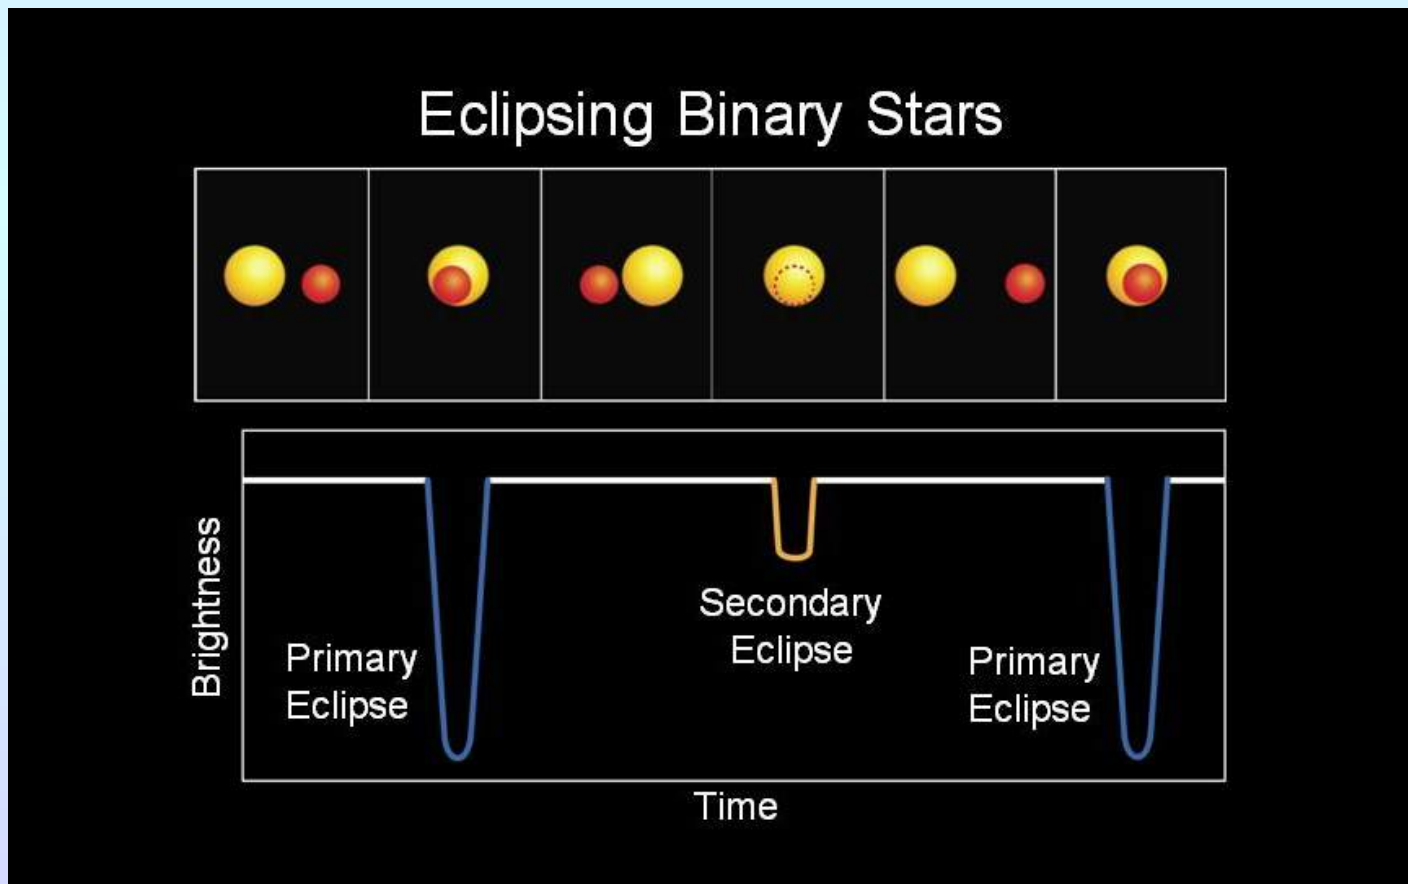 Eclipsing Binary Stars
Brightness
Primary
Eclipse
Secondary
Eclipse
Primary
Eclipse
Time